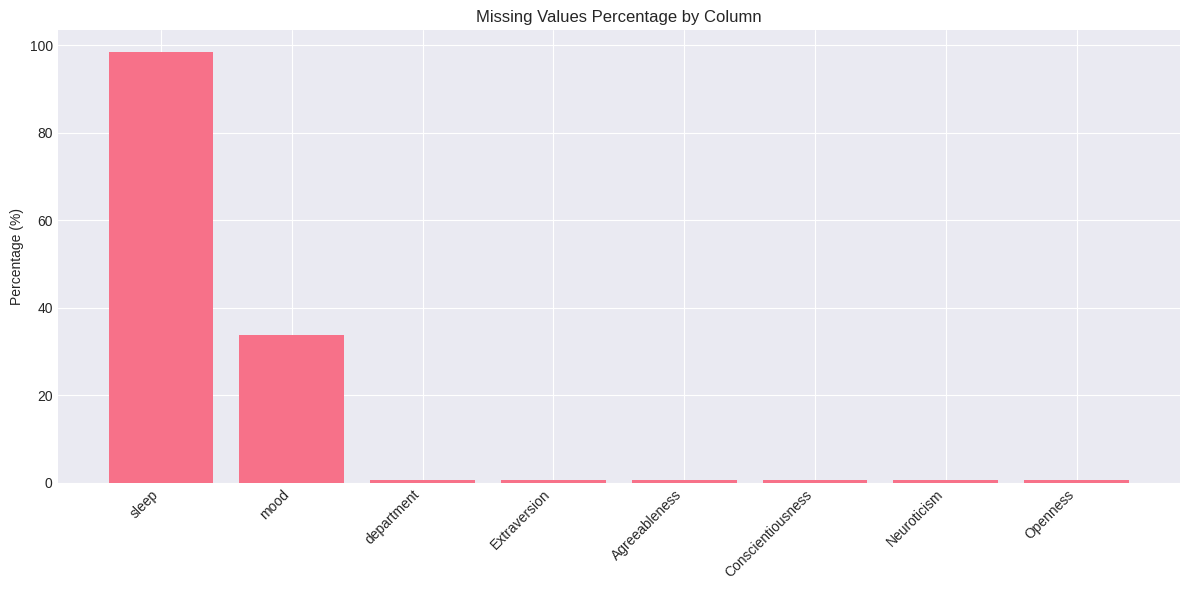 Missing Values Percentage by Column
Percentage (%)
100
80
60
40
20
0
sleep
mood
department
Extraversion
Agreeableness
Conscientiousness
Neuroticism
Openness